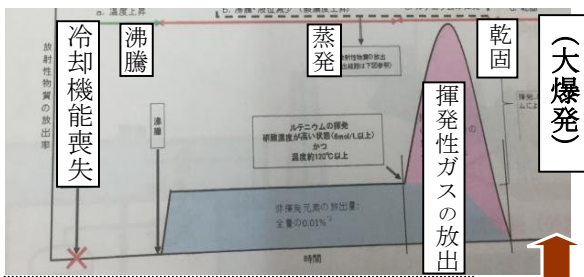 a. 温度上昇
冷却機能喪失
沸騰
蒸発
乾固
（大爆発）
揮発性ガスの放出
放射性物質の放出率
沸騰
ルテニウムの揮発
硝酸濃度が高い状態(6mol/L以上)
かつ
温度約120℃以上
非揮発元素の放出量:
全量の0.01%
時間